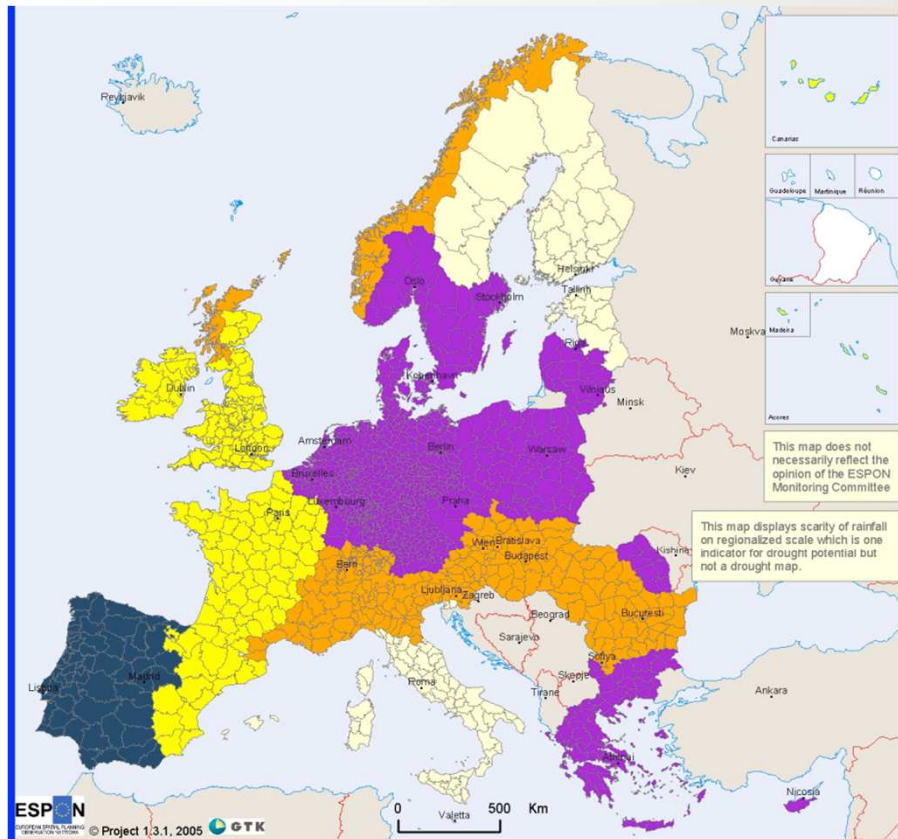 Reykjavik
Canarias
Guadeloupe
Martinique
Réunion
Guyane
Madeira
Acores
Oslo
Helsinki
Tallinn
Stockholm
Riga
Moskva
Kobenhavn
Vilnius
Minsk
Dublin
London
Amsterdam
Berlin
Warsaw
Bruxelles
Kiev
Luxembourg
Praha
Paris
Wien
Bratislava
Budapest
Kishinev
Bern
Ljubljana
Zagreb
Beograd
Bucuresti
Sarajevo
Sofiya
Skopje
Roma
Tirane
Ankara
Madrid
Lisboa
Athinai
Nicosia
Valetta
This map does not
necessarily reflect the
opinion of the ESPON
Monitoring Committee
This map displays scarity of rainfall
on regionalized scale which is one
indicator for drought potential but
not a drought map.
0 500 Km
ESPON
EUROPEAN SPATIAL PLANNING
OBSERVATION NETWORK
© Project 1.3.1, 2005 GTK